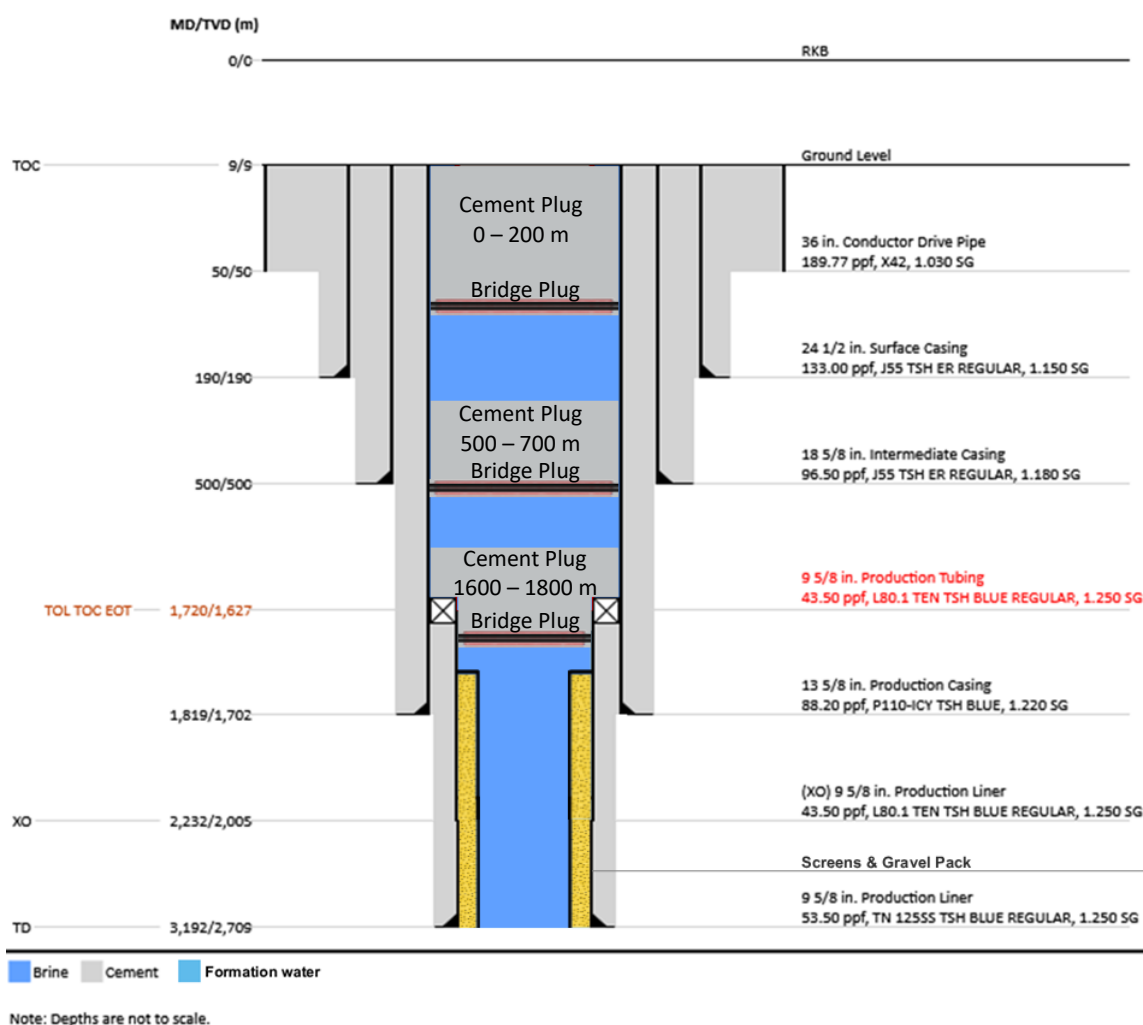 MD/TVD (m)
0/0
RKB
TOC
9/9
Ground Level
Cement Plug
0 – 200 m
36 in. Conductor Drive Pipe
189.77 ppf, X42, 1.030 SG
50/50
Bridge Plug
24 1/2 in. Surface Casing
133.00 ppf, J55 TSH ER REGULAR, 1.150 SG
190/190
Cement Plug
500 – 700 m
Bridge Plug
18 5/8 in. Intermediate Casing
96.50 ppf, J55 TSH ER REGULAR, 1.180 SG
500/500
Cement Plug
1600 – 1800 m
9 5/8 in. Production Tubing
43.50 ppf, L80.1 TEN TSH BLUE REGULAR, 1.250 SG
TOL TOC EOT
1,720/1,627
Bridge Plug
13 5/8 in. Production Casing
88.20 ppf, P110-ICY TSH BLUE, 1.220 SG
1,819/1,702
(XO) 9 5/8 in. Production Liner
43.50 ppf, L80.1 TEN TSH BLUE REGULAR, 1.250 SG
XO
2,232/2,005
Screens & Gravel Pack
9 5/8 in. Production Liner
53.50 ppf, TN 125SS TSH BLUE REGULAR, 1.250 SG
TD
3,192/2,709
Brine
Cement
Formation water
Note: Depths are not to scale.